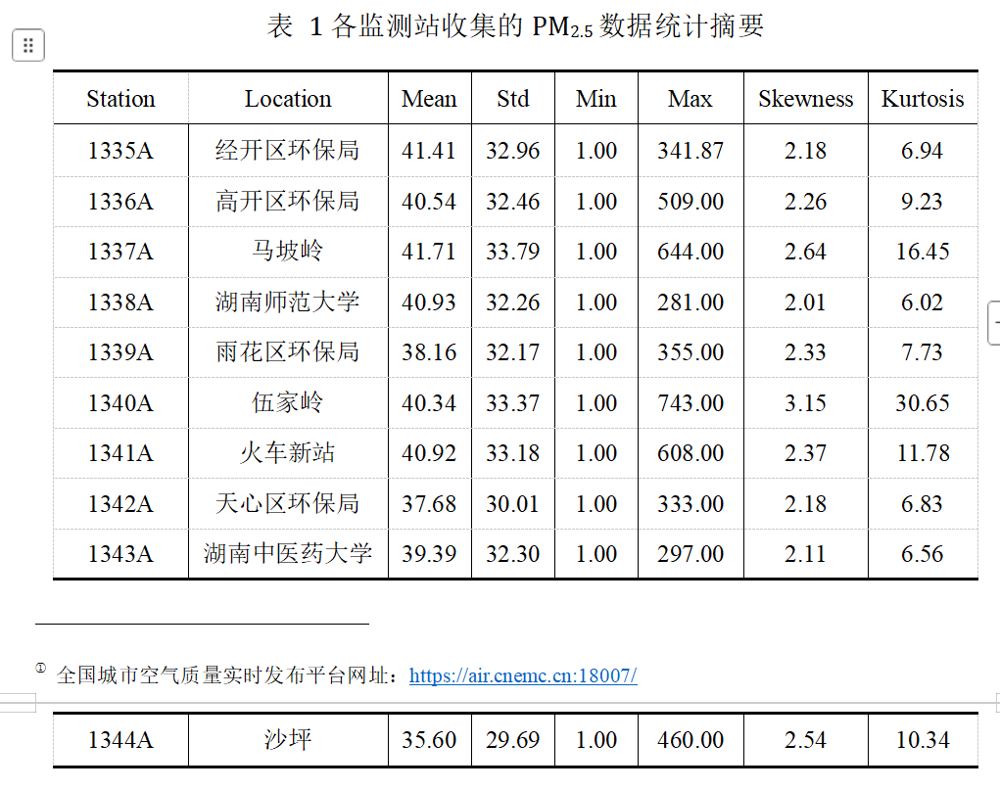 表 1 各监测站收集的 PM2.5 数据统计摘要
Station Location Mean Std Min Max Skewness Kurtosis
1335A 经开区环保局 41.41 32.96 1.00 341.87 2.18 6.94
1336A 高开区环保局 40.54 32.46 1.00 509.00 2.26 9.23
1337A 马坡岭 41.71 33.79 1.00 644.00 2.64 16.45
1338A 湖南师范大学 40.93 32.26 1.00 281.00 2.01 6.02
1339A 雨花区环保局 38.16 32.17 1.00 355.00 2.33 7.73
1340A 伍家岭 40.34 33.37 1.00 743.00 3.15 30.65
1341A 火车新站 40.92 33.18 1.00 608.00 2.37 11.78
1342A 天心区环保局 37.68 30.01 1.00 333.00 2.18 6.83
1343A 湖南中医药大学 39.39 32.30 1.00 297.00 2.11 6.56
① 全国城市空气质量实时发布平台网址：https://air.cnemc.cn:18007/
1344A 沙坪 35.60 29.69 1.00 460.00 2.54 10.34